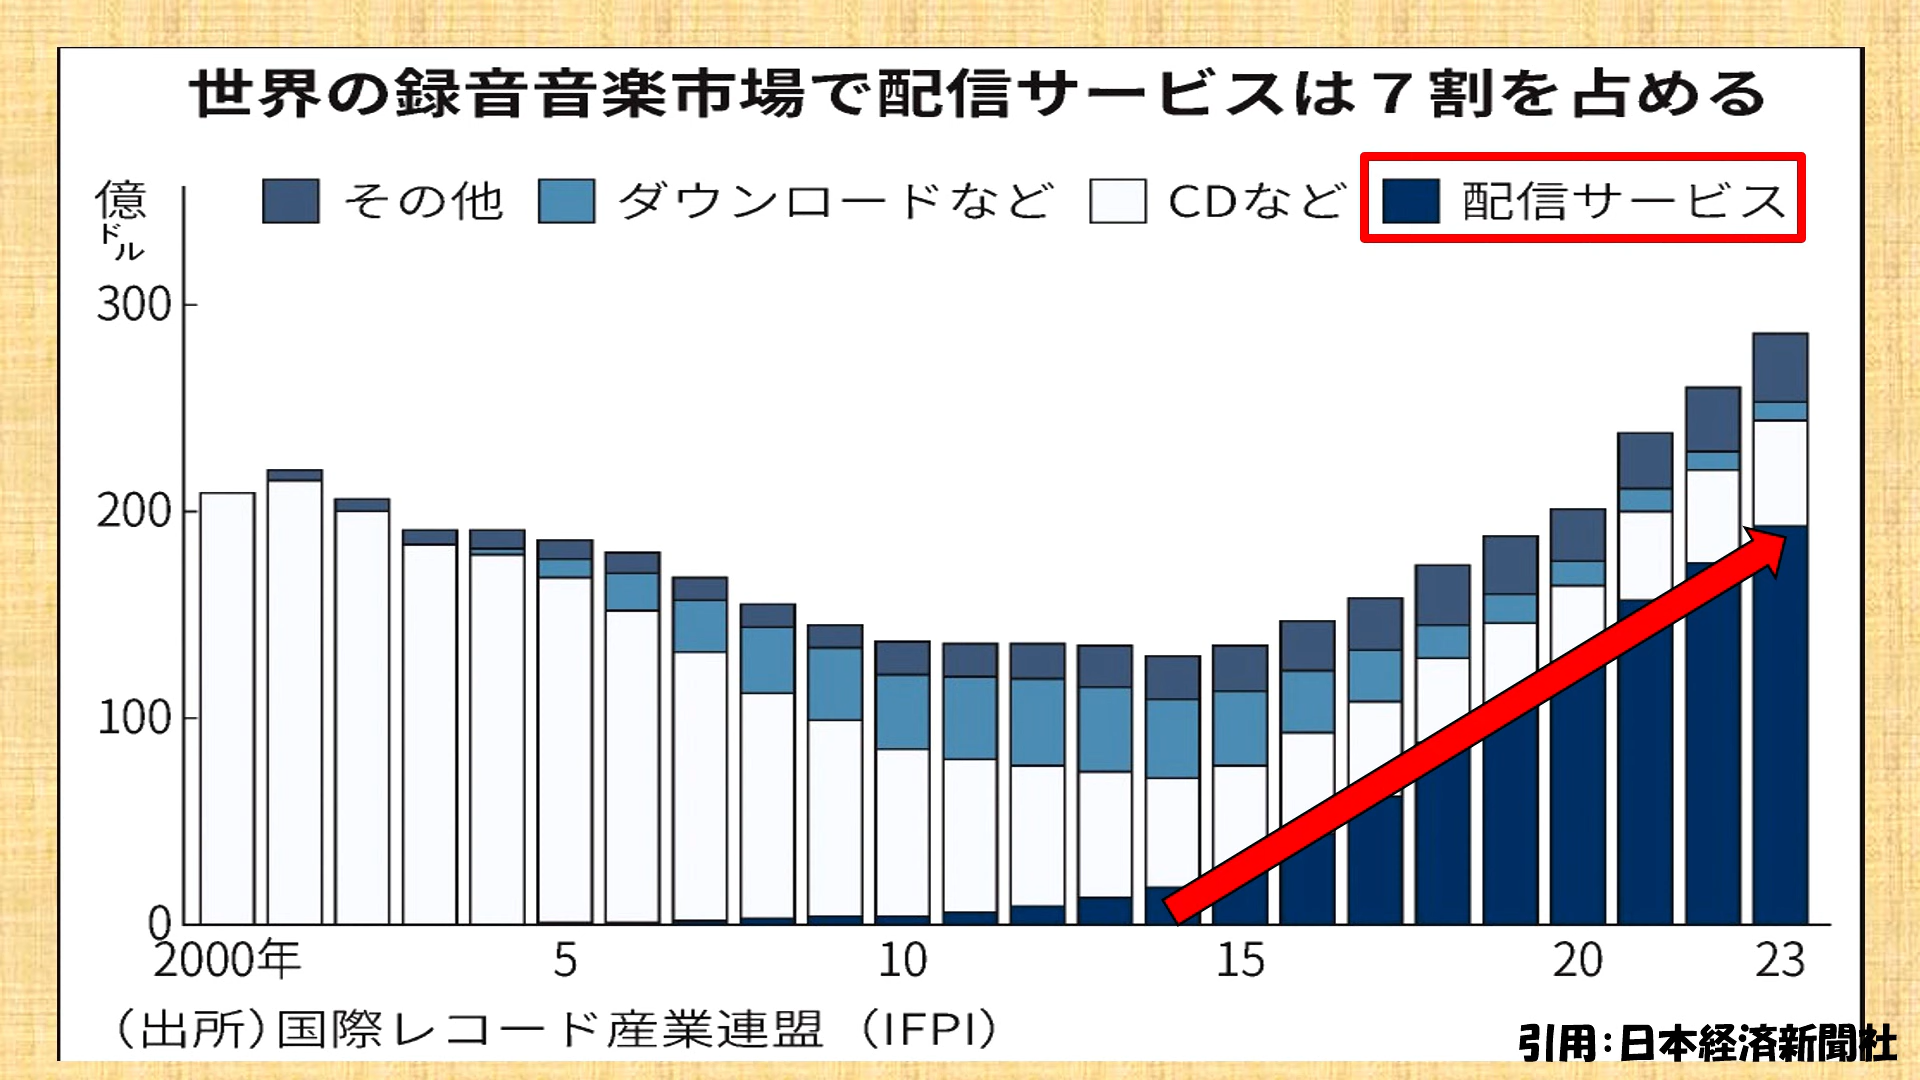 世界の録音音楽市場で配信サービスは7割を占める
億ドル
その他 ダウンロードなど CDなど 配信サービス
300
200
100
0
2000年 5 10 15 20 23
(出所)国際レコード産業連盟(IFPI)
引用:日本経済新聞社